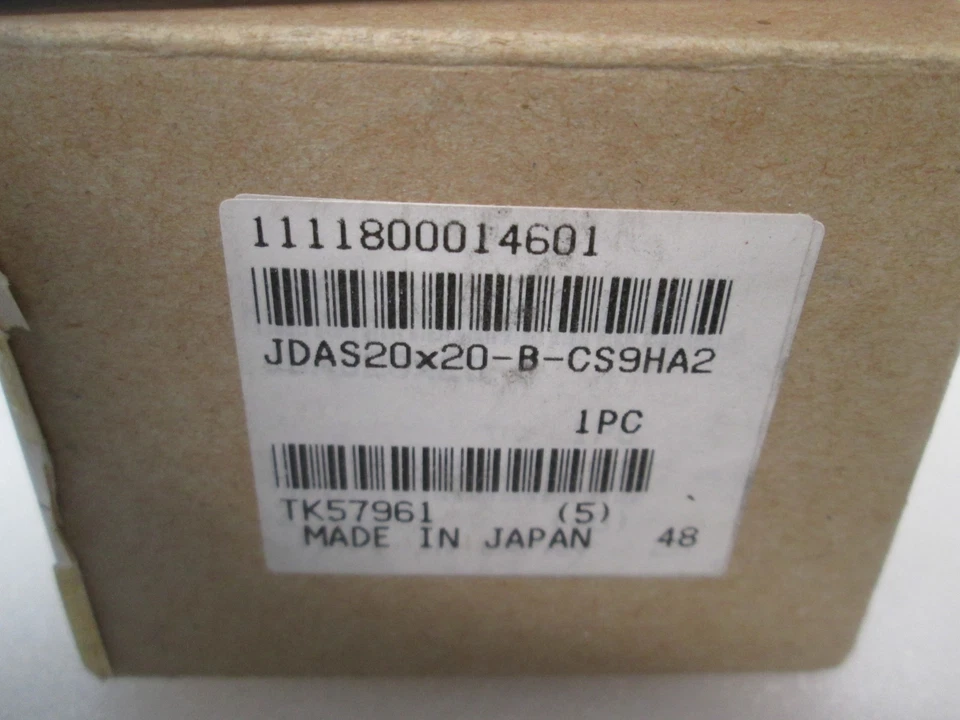 1111800014601
JDAS20x20-B-CS9HA2
1PC
TK57961 (5)
MADE IN JAPAN 48